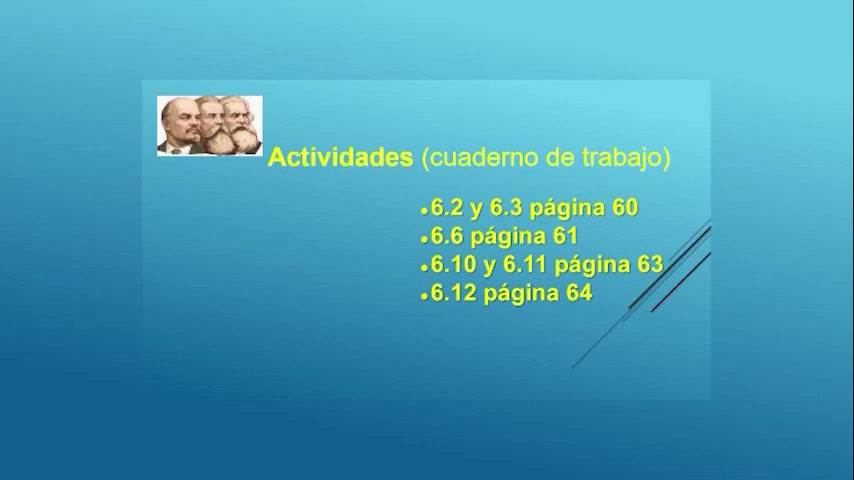 Actividades (cuaderno de trabajo)
●6.2 y 6.3 página 60
●6.6 página 61
●6.10 y 6.11 página 63
●6.12 página 64